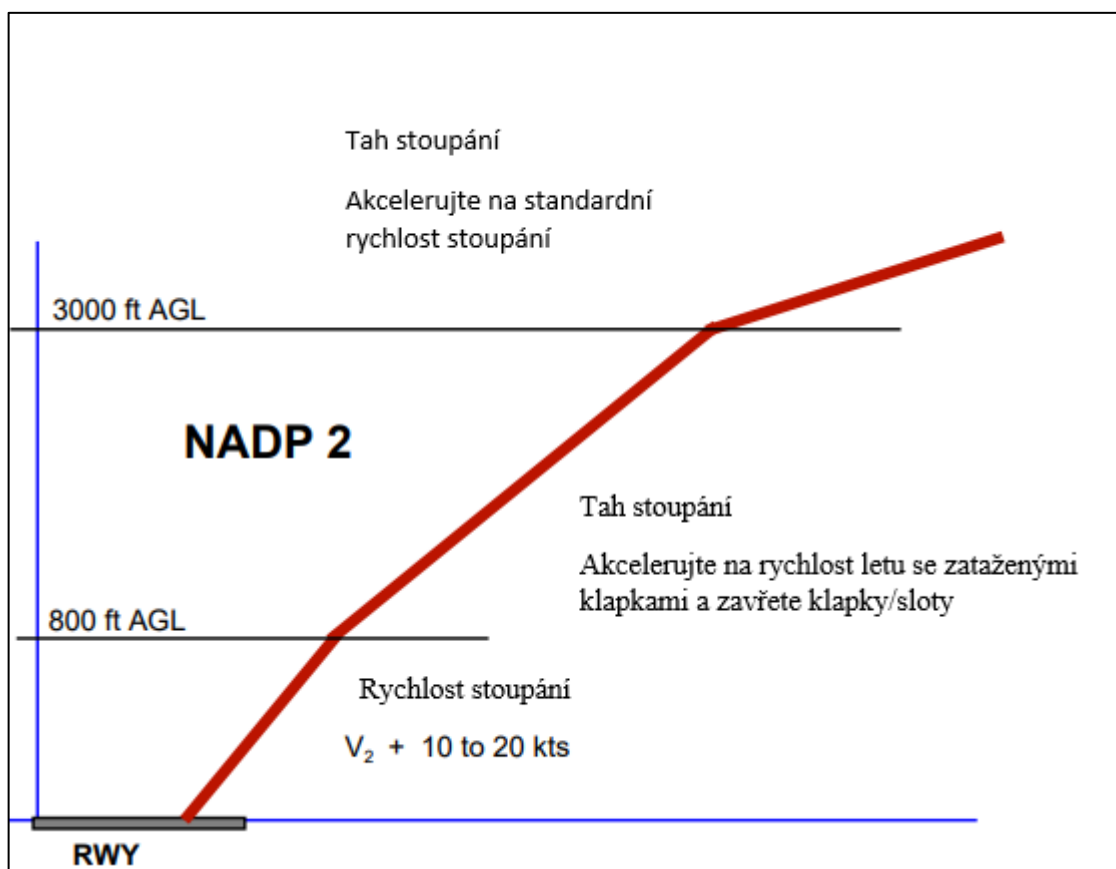 Tah stoupání
Akcelerujte na standardní
rychlost stoupání
3000 ft AGL
NADP 2
Tah stoupání
Akcelerujte na rychlost letu se zataženými
klapkami a zavřete klapky/sloty
800 ft AGL
Rychlost stoupání
V₂ + 10 to 20 kts
RWY